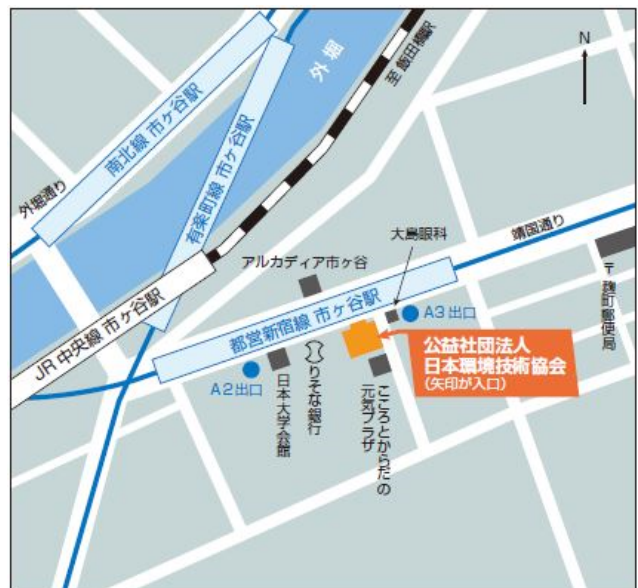 外堀
至 飯田橋駅
N
南北線 市ヶ谷駅
外堀通り
有楽町線 市ヶ谷駅
靖国通り
大島眼科
アルカディア市ヶ谷
JR 中央線 市ヶ谷駅
都営新宿線 市ヶ谷駅
A3 出口
〒 麹町郵便局
公益社団法人
日本環境技術協会
(矢印が入口)
A2 出口
日本大学会館
りそな銀行
こころとからだの
元気プラザ